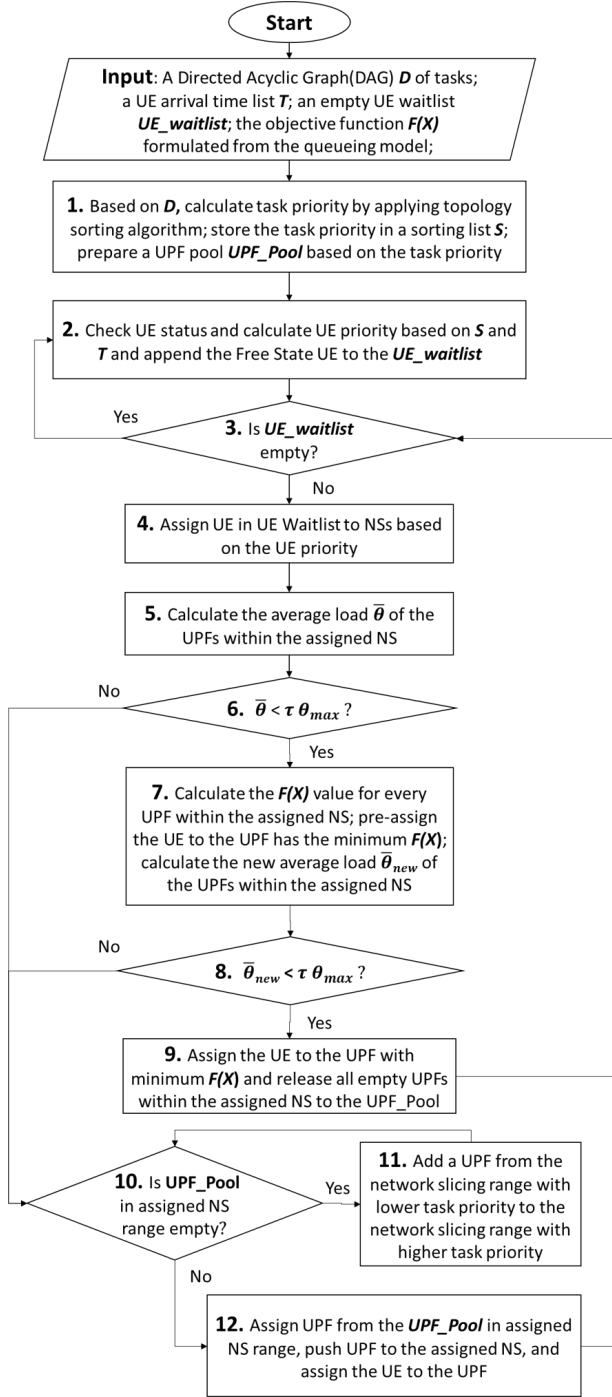 Start
Input: A Directed Acyclic Graph(DAG) D of tasks;
a UE arrival time list T; an empty UE waitlist
UE_waitlist; the objective function F(X)
formulated from the queueing model;
1. Based on D, calculate task priority by applying topology
sorting algorithm; store the task priority in a sorting list S;
prepare a UPF pool UPF_Pool based on the task priority
2. Check UE status and calculate UE priority based on S and
T and append the Free State UE to the UE_waitlist
Yes
3. Is UE_waitlist
empty?
No
4. Assign UE in UE Waitlist to NSs based
on the UE priority
5. Calculate the average load θ̅ of the
UPFs within the assigned NS
No
6. θ̅ < τ θmax ?
Yes
7. Calculate the F(X) value for every
UPF within the assigned NS; pre-assign
the UE to the UPF has the minimum F(X);
calculate the new average load θ̅new of
the UPFs within the assigned NS
No
8. θ̅new < τ θmax ?
Yes
9. Assign the UE to the UPF with
minimum F(X) and release all empty UPFs
within the assigned NS to the UPF_Pool
10. Is UPF_Pool
in assigned NS
range empty?
Yes
11. Add a UPF from the
network slicing range with
lower task priority to the
network slicing range with
higher task priority
No
12. Assign UPF from the UPF_Pool in assigned
NS range, push UPF to the assigned NS, and
assign the UE to the UPF